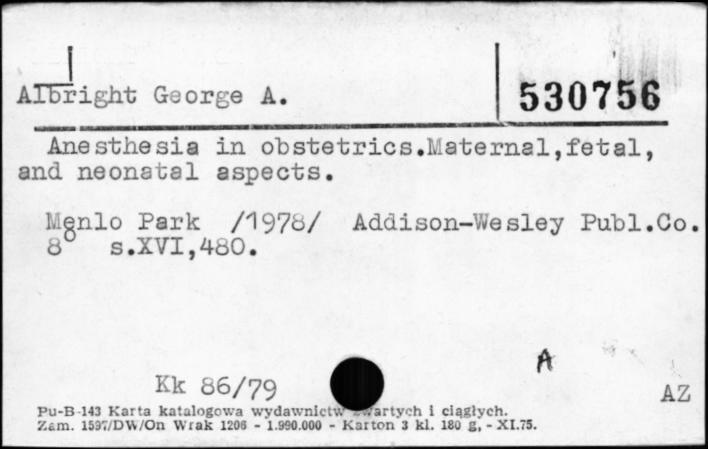 Albright George A.
530756
Anesthesia in obstetrics.Maternal,fetal,
and neonatal aspects.
Menlo Park /1978/ Addison-Wesley Publ.Co.
8° s.XVI,480.
A
Kk 86/79
AZ
Pu-B-143 Karta katalogowa wydawnictw zwartych i ciągłych.
Zam. 1597/DW/On Wrak 1206 - 1.990.000 - Karton 3 kl. 180 g, - XI.75.